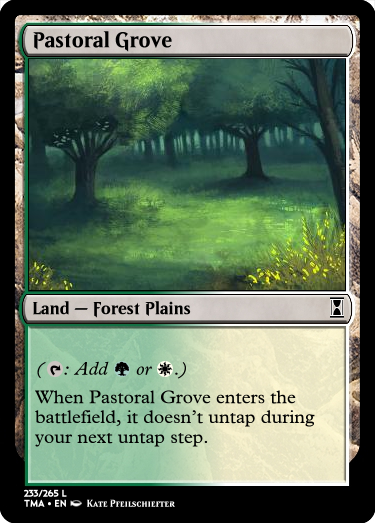 Pastoral Grove
Land — Forest Plains
( : Add or .)
When Pastoral Grove enters the
battlefield, it doesn't untap during
your next untap step.
233/265 L
TMA • EN KATE PFEILSCHIEFTER